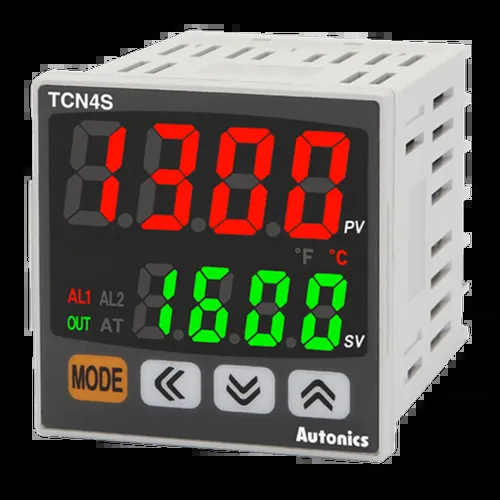 TCN4S
1300
PV
°F °C
1600
AL1 AL2
OUT AT
SV
MODE
Autonics